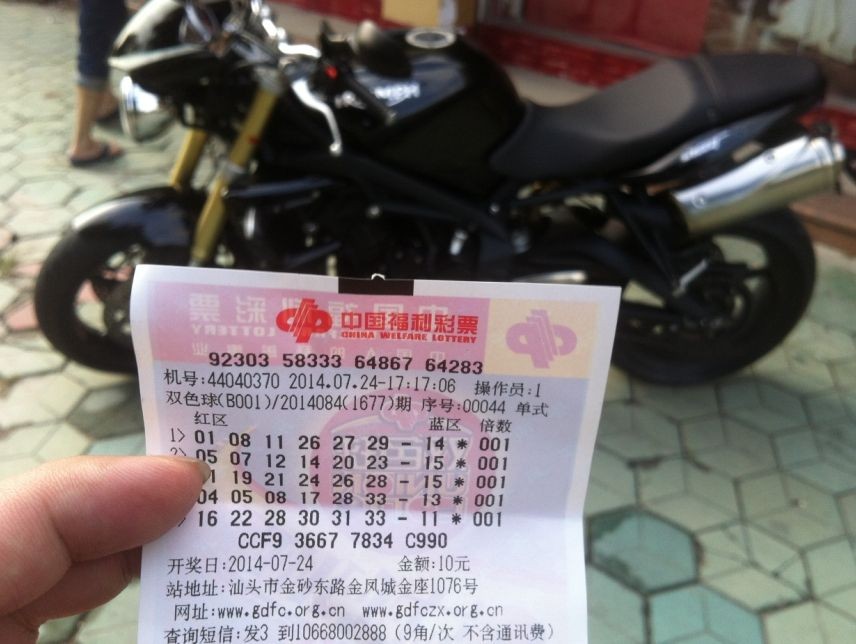 中国福利彩票
CHINA WELFARE LOTTERY
92303 58333 64867 64283
机号:44040370 2014.07.24-17:17:06 操作员:1
双色球(B001)/2014084(1677)期 序号:00044 单式
红区 蓝区 倍数
1> 01 08 11 26 27 29 - 14 * 001
2> 05 07 12 14 20 23 - 15 * 001
19 21 24 26 28 - 15 * 001
04 05 08 17 28 33 - 13 * 001
16 22 28 30 31 33 - 11 * 001
CCF9 3667 7834 C990
开奖日:2014-07-24 金额:10元
站地址:汕头市金砂东路金凤城金座1076号
网址:www.gdfc.org.cn www.gdfczx.org.cn
查询短信:发3 到10668002888 (9角/次 不含通讯费)